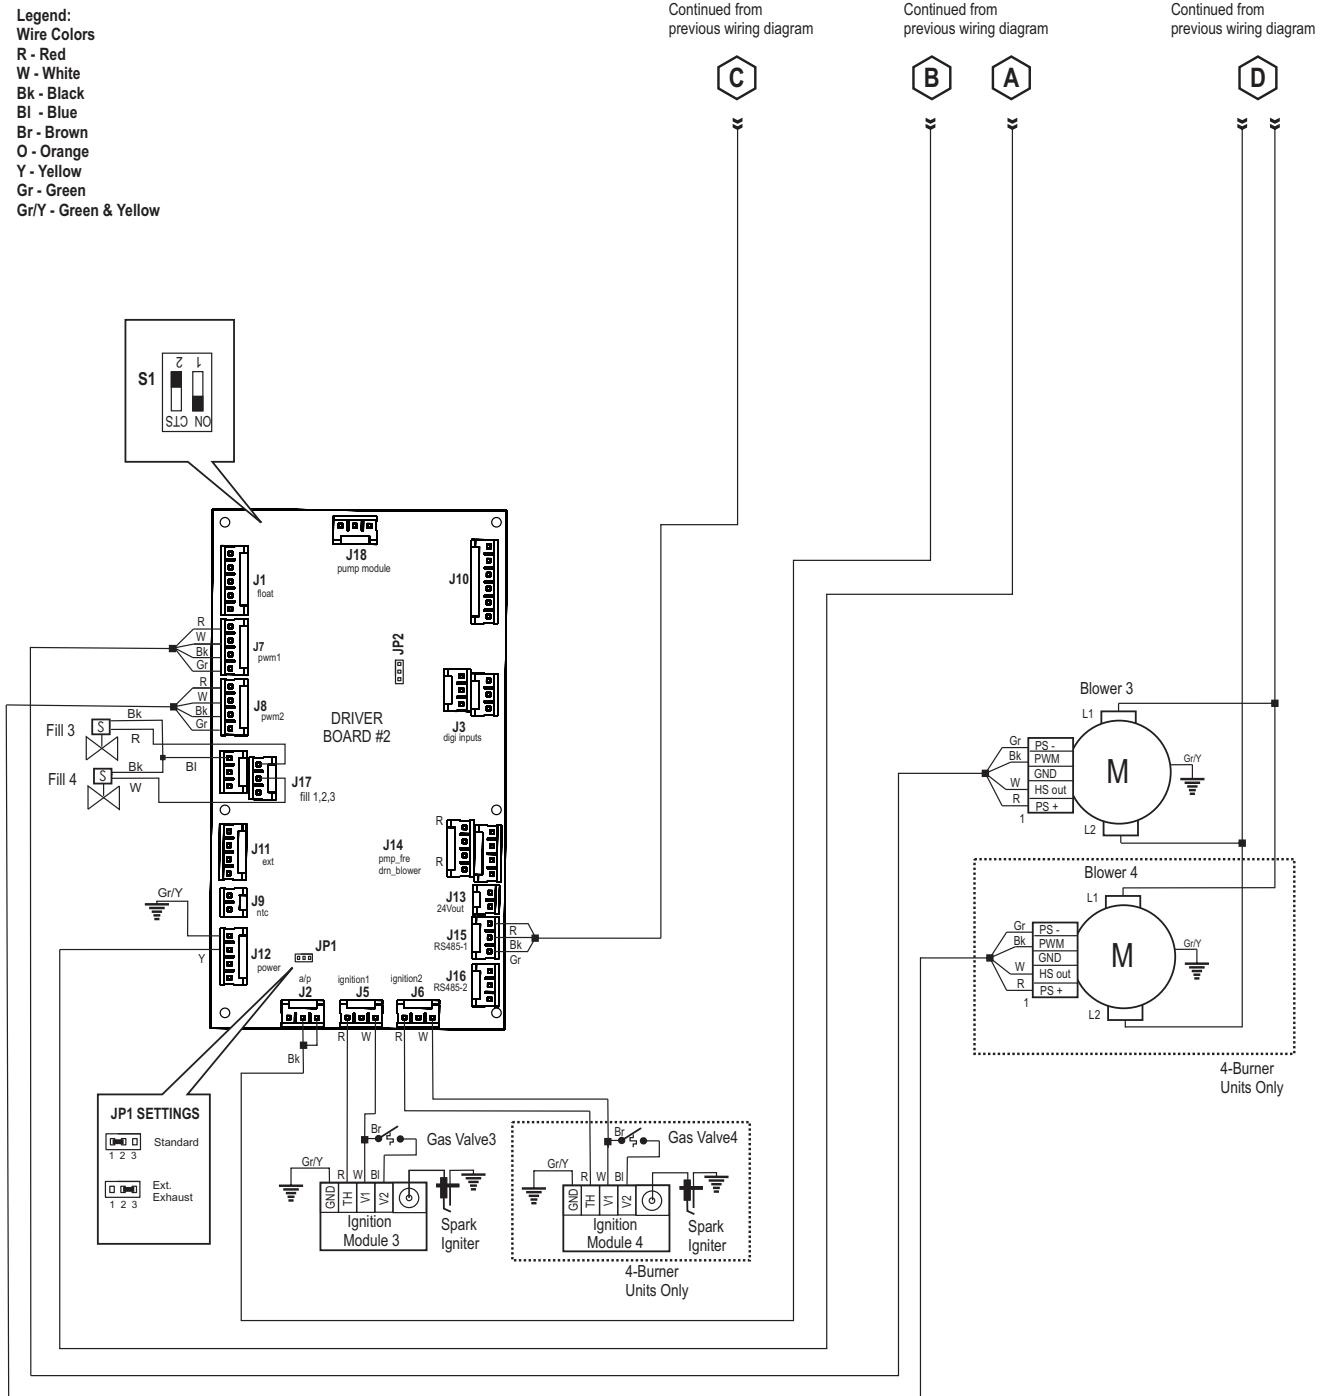 Legend:
Wire Colors
R - Red
W - White
Bk - Black
Bl - Blue
Br - Brown
O - Orange
Y - Yellow
Gr - Green
Gr/Y - Green & Yellow
Continued from
previous wiring diagram
C
Continued from
previous wiring diagram
B
A
Continued from
previous wiring diagram
D
S1
2 1
CTS ON
J18
pump module
J1
float
J10
R
W
Bk
Gr
J7
pwm1
JP2
R
W
Bk
Gr
J8
pwm2
J3
digi inputs
DRIVER
BOARD #2
Fill 3
S
Bk
R
Fill 4
S
Bk
W
Bl
J17
fill 1,2,3
J11
ext
J14
pmp_fre
drn_blower
R
R
Gr/Y
J9
ntc
J13
24Vout
J15
RS485-1
R
Bk
Gr
Y
J12
power
JP1
J16
RS485-2
a/p
J2
ignition1
J5
ignition2
J6
Bk
R W
R W
Blower 3
L1
Gr
Bk
W
R
1
PS -
PWM
GND
HS out
PS +
M
Gr/Y
L2
Blower 4
L1
Gr
Bk
W
R
1
PS -
PWM
GND
HS out
PS +
M
Gr/Y
L2
4-Burner
Units Only
JP1 SETTINGS
Standard
1 2 3
Ext.
Exhaust
1 2 3
Br
Gas Valve3
Gr/Y
R W Bl
GND TH V1 V2
Ignition
Module 3
Spark
Igniter
Br
Gas Valve4
Gr/Y
R W Bl
GND TH V1 V2
Ignition
Module 4
Spark
Igniter
4-Burner
Units Only